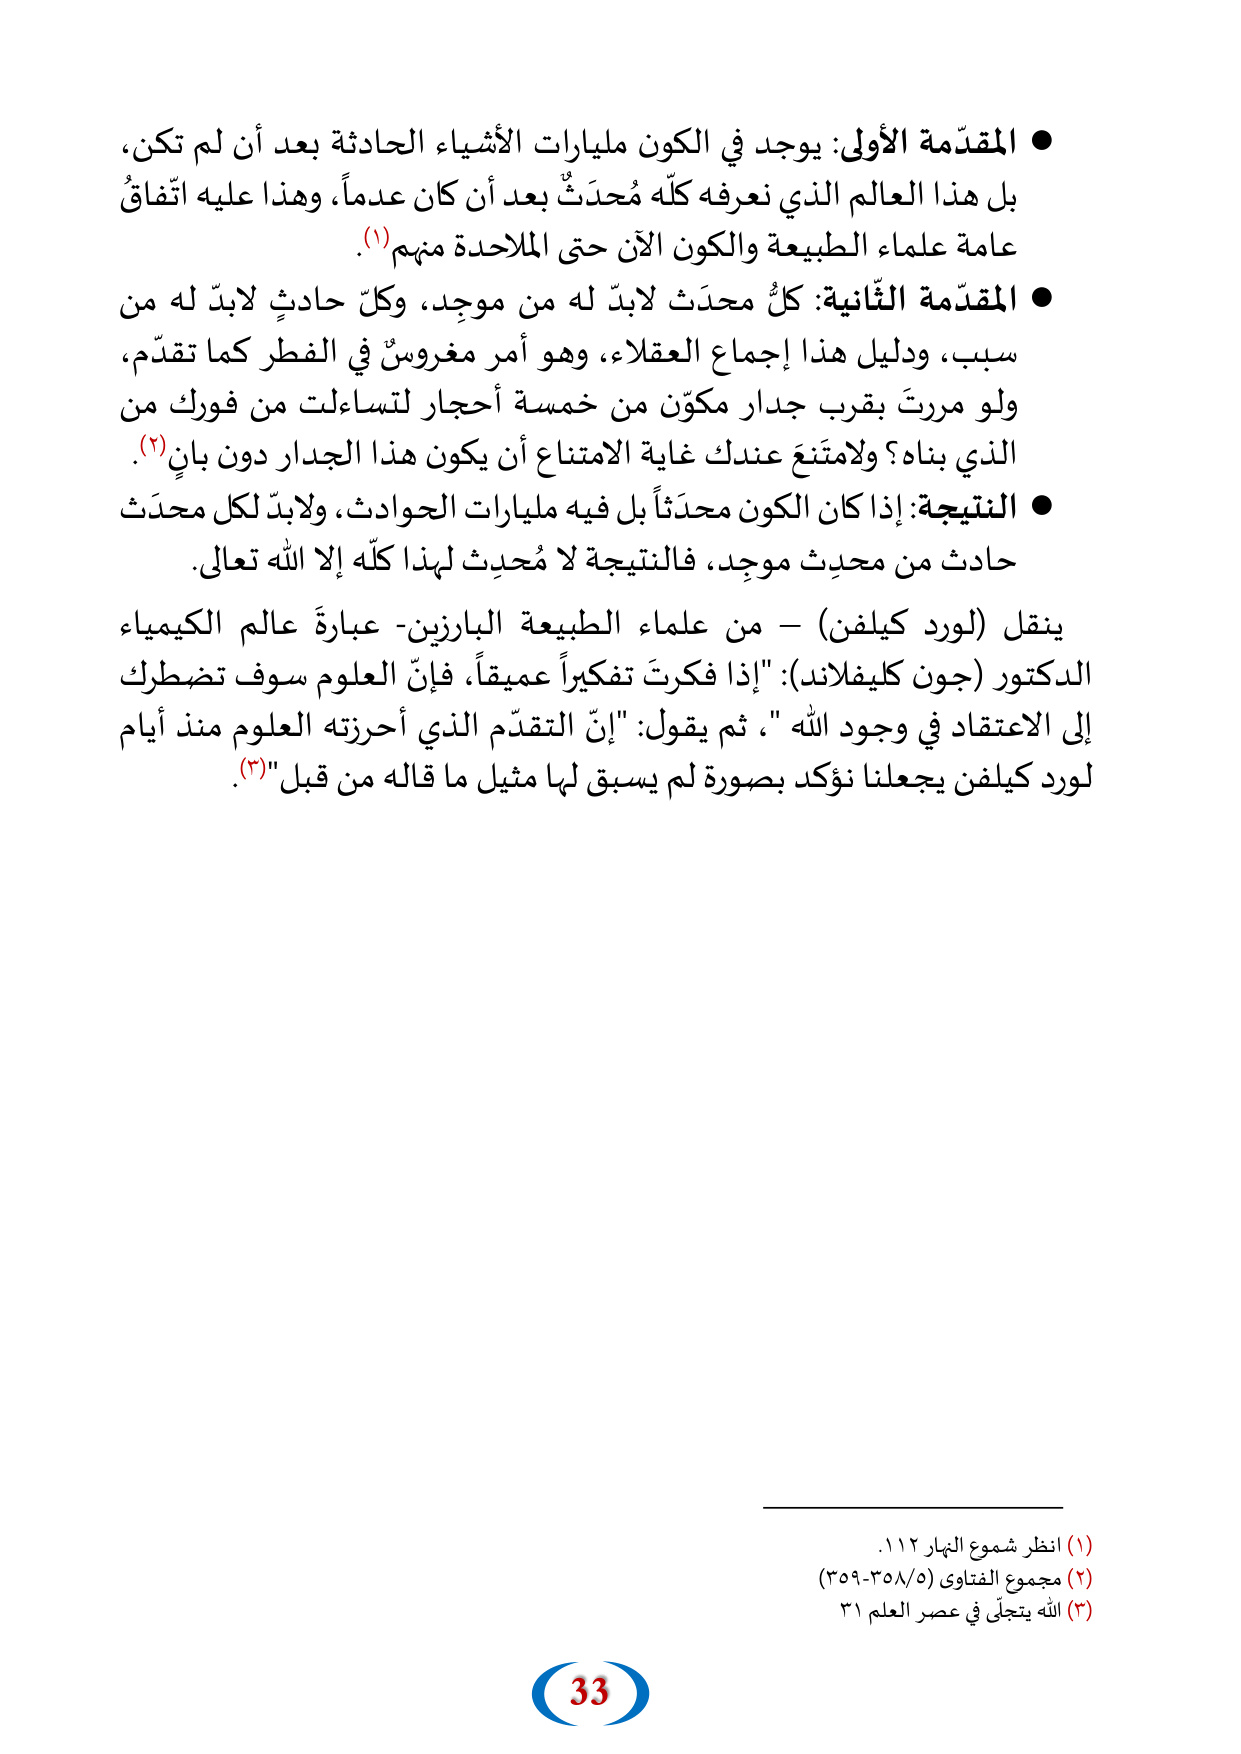 ● المقدّمة الأولى: يوجد في الكون مليارات الأشياء الحادثة بعد أن لم تكن،
بل هذا العالم الذي نعرفه كلّه مُحدَثٌ بعد أن كان عدماً، وهذا عليه اتّفاقُ
عامة علماء الطبيعة والكون الآن حتى الملاحدة منهم(١).
● المقدّمة الثّانية: كلُّ محدَث لابدّ له من موجِد، وكلّ حادثٍ لابدّ له من
سبب، ودليل هذا إجماع العقلاء، وهو أمر مغروسٌ في الفطر كما تقدّم،
ولو مررتَ بقرب جدار مكوّن من خمسة أحجار لتساءلت من فورك من
الذي بناه؟ ولامتَنعَ عندك غاية الامتناع أن يكون هذا الجدار دون بانٍ(٢).
● النتيجة: إذا كان الكون محدَثاً بل فيه مليارات الحوادث، ولابدّ لكل محدَث
حادث من محدِث موجِد، فالنتيجة لا مُحدِث لهذا كلّه إلا الله تعالى.
ينقل (لورد كيلفن) – من علماء الطبيعة البارزين- عبارةَ عالم الكيمياء
الدكتور (جون كليفلاند): "إذا فكرتَ تفكيراً عميقاً، فإنّ العلوم سوف تضطرك
إلى الاعتقاد في وجود الله "، ثم يقول: "إنّ التقدّم الذي أحرزته العلوم منذ أيام
لورد كيلفن يجعلنا نؤكد بصورة لم يسبق لها مثيل ما قاله من قبل"(٣).
(١) انظر شموع النهار ١١٢.
(٢) مجموع الفتاوى (٣٥٨/٥-٣٥٩)
(٣) الله يتجلّى في عصر العلم ٣١
33